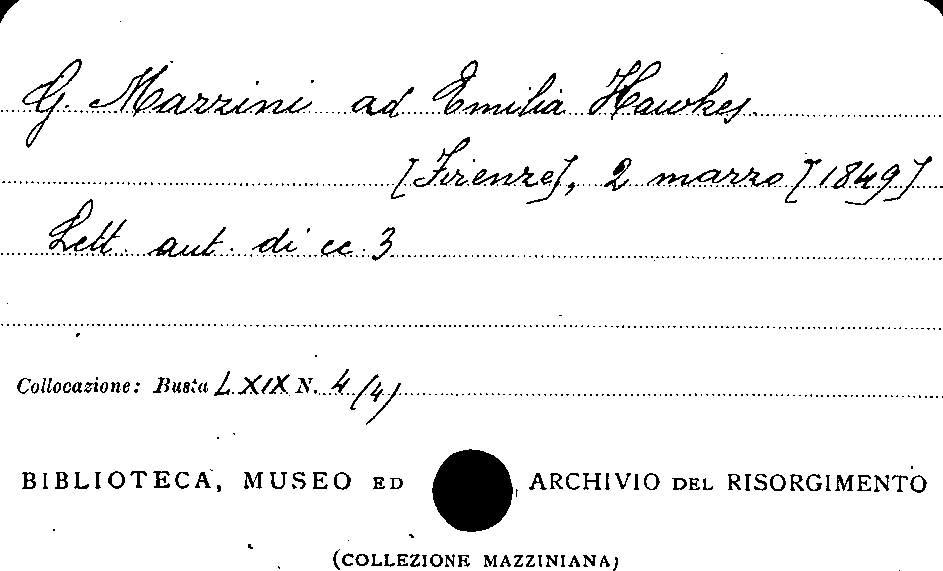 G. Mazzini ad Emilia Hawkes.
[Firenze], 2 marzo [1849]
Lett. aut. di cc. 3
Collocazione: Busta LXIX N. 4 (4)
BIBLIOTECA, MUSEO ED ARCHIVIO DEL RISORGIMENTO
(COLLEZIONE MAZZINIANA)